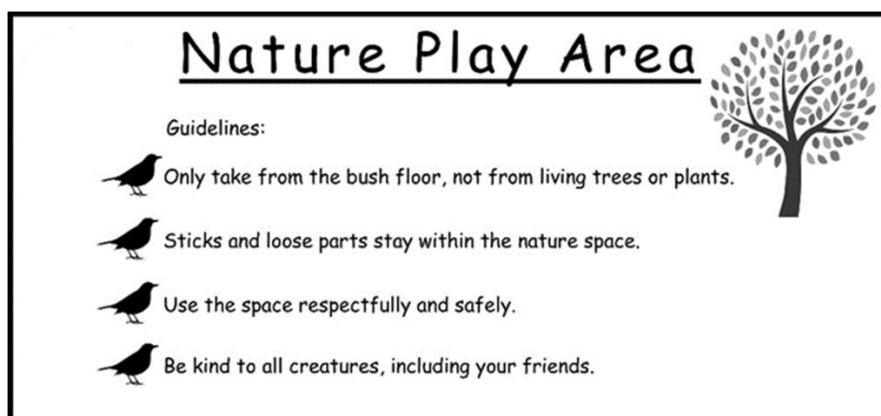 Nature Play Area
Guidelines:
Only take from the bush floor, not from living trees or plants.
Sticks and loose parts stay within the nature space.
Use the space respectfully and safely.
Be kind to all creatures, including your friends.